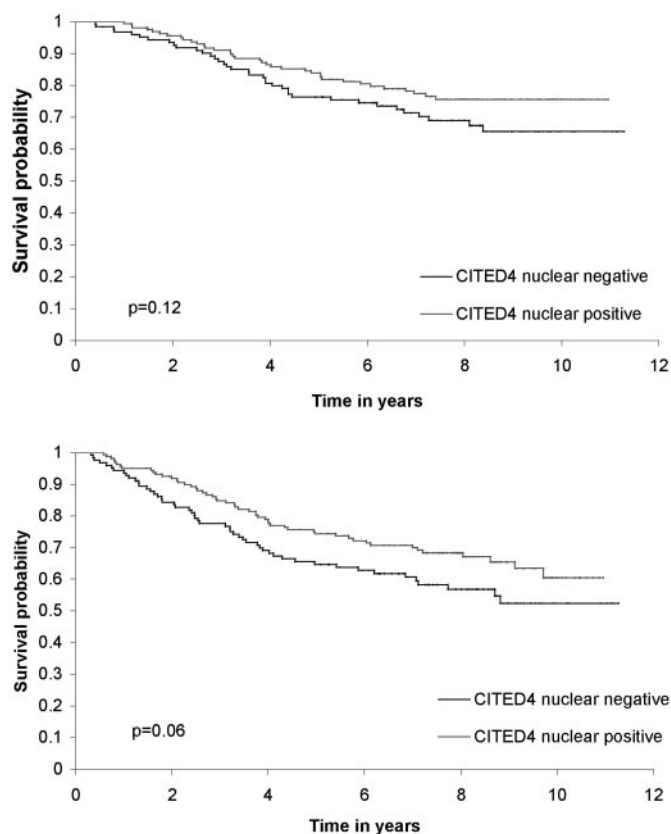 Survival probability
1
0.9
0.8
0.7
0.6
0.5
0.4
0.3
0.2
0.1
0
CITED4 nuclear negative
CITED4 nuclear positive
p=0.12
0 2 4 6 8 10 12
Time in years
Survival probability
1
0.9
0.8
0.7
0.6
0.5
0.4
0.3
0.2
0.1
0
CITED4 nuclear negative
CITED4 nuclear positive
p=0.06
0 2 4 6 8 10 12
Time in years